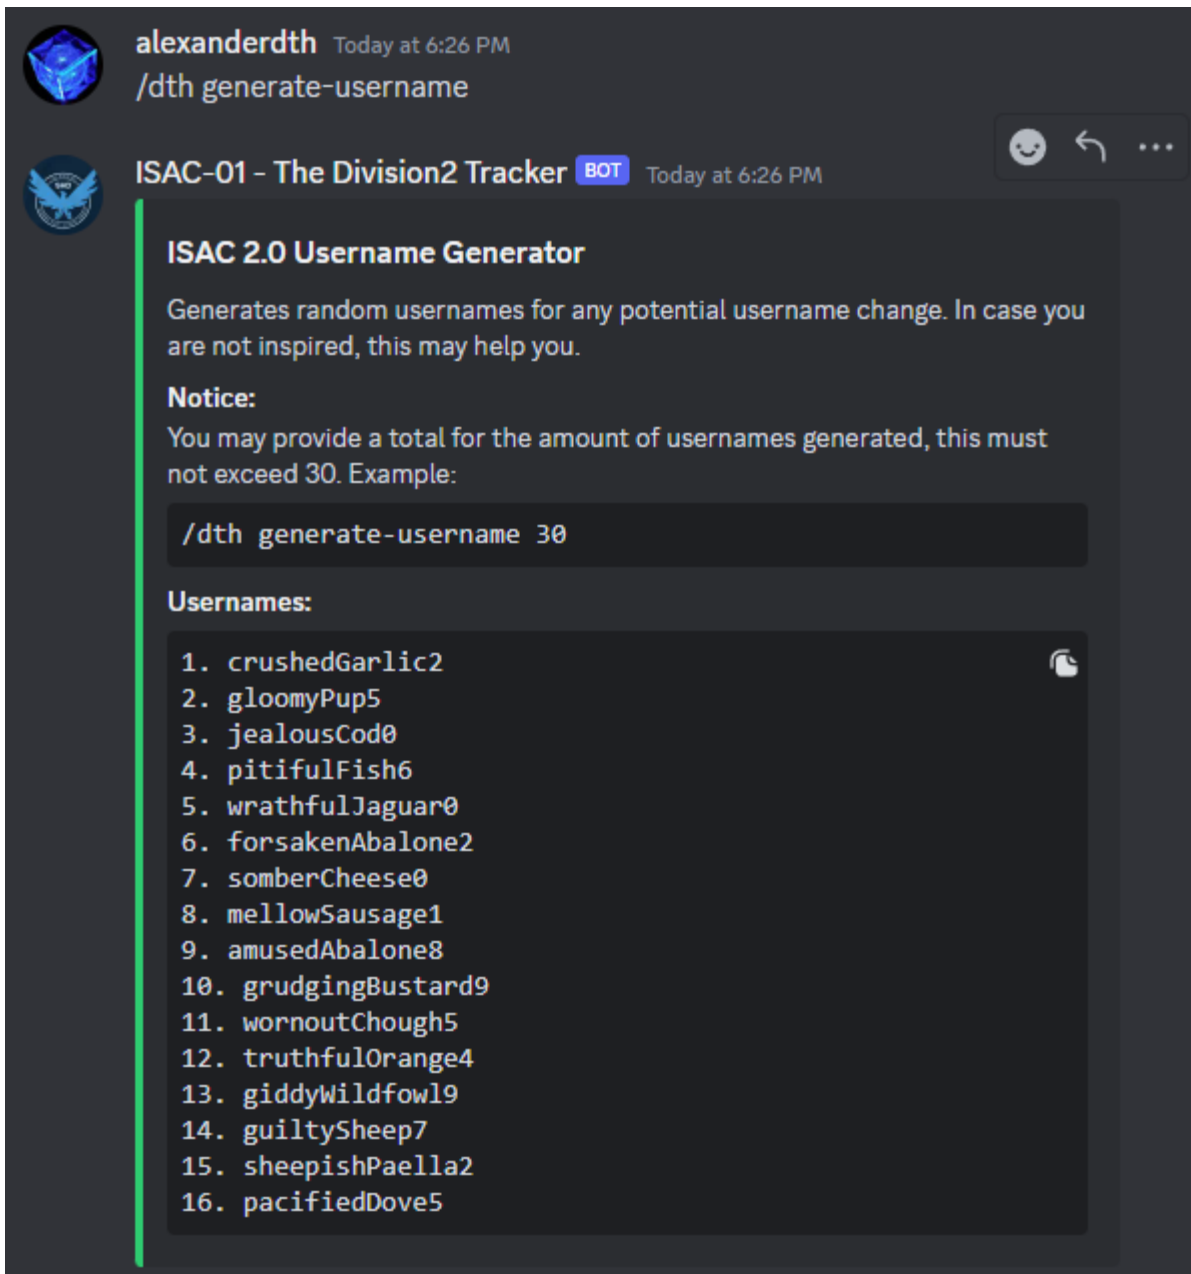 alexanderdth Today at 6:26 PM
/dth generate-username
ISAC-01 - The Division2 Tracker BOT Today at 6:26 PM
ISAC 2.0 Username Generator
Generates random usernames for any potential username change. In case you
are not inspired, this may help you.
Notice:
You may provide a total for the amount of usernames generated, this must
not exceed 30. Example:
/dth generate-username 30
Usernames:
1. crushedGarlic2
2. gloomyPup5
3. jealousCod0
4. pitifulFish6
5. wrathfulJaguar0
6. forsakenAbalone2
7. somberCheese0
8. mellowSausage1
9. amusedAbalone8
10. grudgingBustard9
11. wornoutChough5
12. truthfulOrange4
13. giddyWildfowl9
14. guiltySheep7
15. sheepishPaella2
16. pacifiedDove5